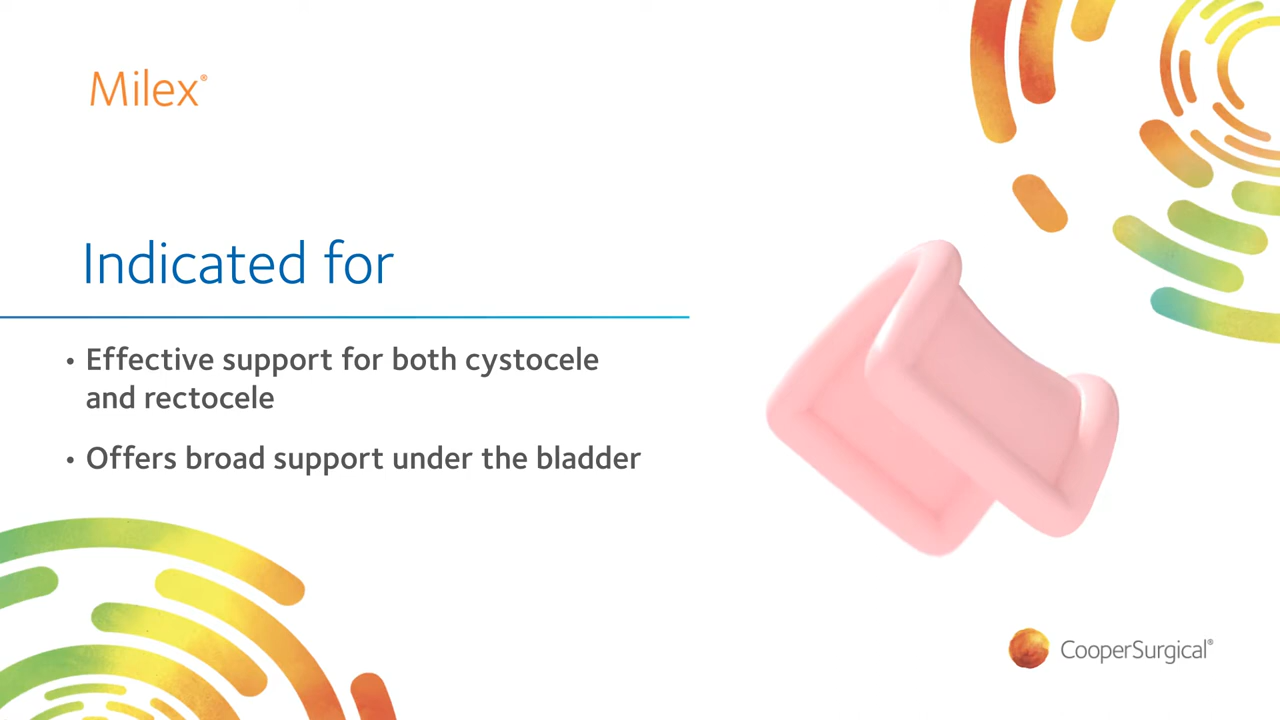 Milex®
Indicated for
• Effective support for both cystocele
and rectocele
• Offers broad support under the bladder
CooperSurgical®